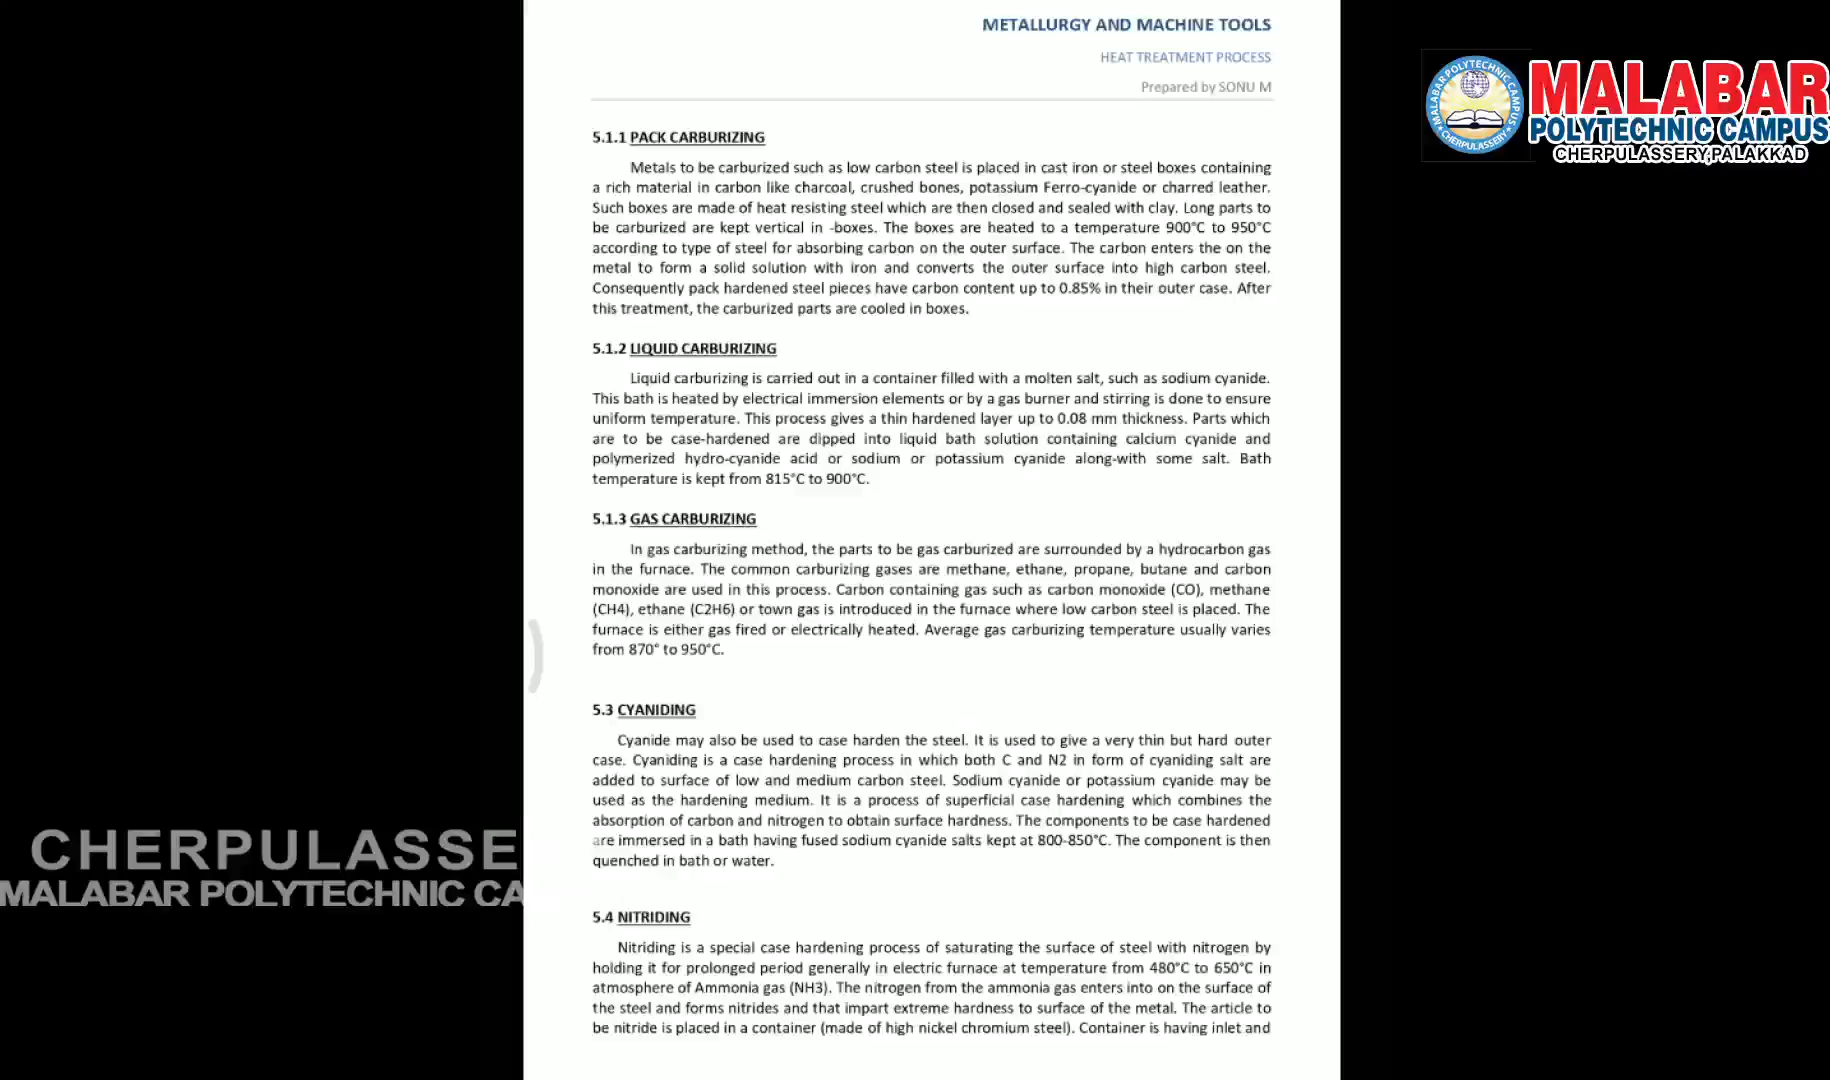 METALLURGY AND MACHINE TOOLS
HEAT TREATMENT PROCESS
Prepared by SONU M
5.1.1 PACK CARBURIZING
Metals to be carburized such as low carbon steel is placed in cast iron or steel boxes containing
a rich material in carbon like charcoal, crushed bones, potassium Ferro-cyanide or charred leather.
Such boxes are made of heat resisting steel which are then closed and sealed with clay. Long parts to
be carburized are kept vertical in -boxes. The boxes are heated to a temperature 900°C to 950°C
according to type of steel for absorbing carbon on the outer surface. The carbon enters the on the
metal to form a solid solution with iron and converts the outer surface into high carbon steel.
Consequently pack hardened steel pieces have carbon content up to 0.85% in their outer case. After
this treatment, the carburized parts are cooled in boxes.
5.1.2 LIQUID CARBURIZING
Liquid carburizing is carried out in a container filled with a molten salt, such as sodium cyanide.
This bath is heated by electrical immersion elements or by a gas burner and stirring is done to ensure
uniform temperature. This process gives a thin hardened layer up to 0.08 mm thickness. Parts which
are to be case-hardened are dipped into liquid bath solution containing calcium cyanide and
polymerized hydro-cyanide acid or sodium or potassium cyanide along-with some salt. Bath
temperature is kept from 815°C to 900°C.
5.1.3 GAS CARBURIZING
In gas carburizing method, the parts to be gas carburized are surrounded by a hydrocarbon gas
in the furnace. The common carburizing gases are methane, ethane, propane, butane and carbon
monoxide are used in this process. Carbon containing gas such as carbon monoxide (CO), methane
(CH4), ethane (C2H6) or town gas is introduced in the furnace where low carbon steel is placed. The
furnace is either gas fired or electrically heated. Average gas carburizing temperature usually varies
from 870° to 950°C.
5.3 CYANIDING
Cyanide may also be used to case harden the steel. It is used to give a very thin but hard outer
case. Cyaniding is a case hardening process in which both C and N2 in form of cyaniding salt are
added to surface of low and medium carbon steel. Sodium cyanide or potassium cyanide may be
used as the hardening medium. It is a process of superficial case hardening which combines the
absorption of carbon and nitrogen to obtain surface hardness. The components to be case hardened
are immersed in a bath having fused sodium cyanide salts kept at 800-850°C. The component is then
quenched in bath or water.
5.4 NITRIDING
Nitriding is a special case hardening process of saturating the surface of steel with nitrogen by
holding it for prolonged period generally in electric furnace at temperature from 480°C to 650°C in
atmosphere of Ammonia gas (NH3). The nitrogen from the ammonia gas enters into on the surface of
the steel and forms nitrides and that impart extreme hardness to surface of the metal. The article to
be nitride is placed in a container (made of high nickel chromium steel). Container is having inlet and
MALABAR POLYTECHNIC CAMPUS
CHERPULASSERY
MALABAR
POLYTECHNIC CAMPUS
CHERPULASSERY,PALAKKAD
CHERPULASSE
MALABAR POLYTECHNIC CA